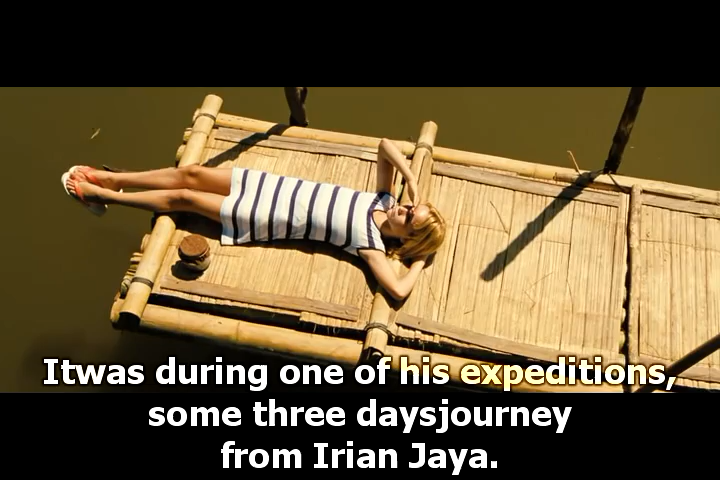 Itwas during one of his expeditions,
some three daysjourney
from Irian Jaya.